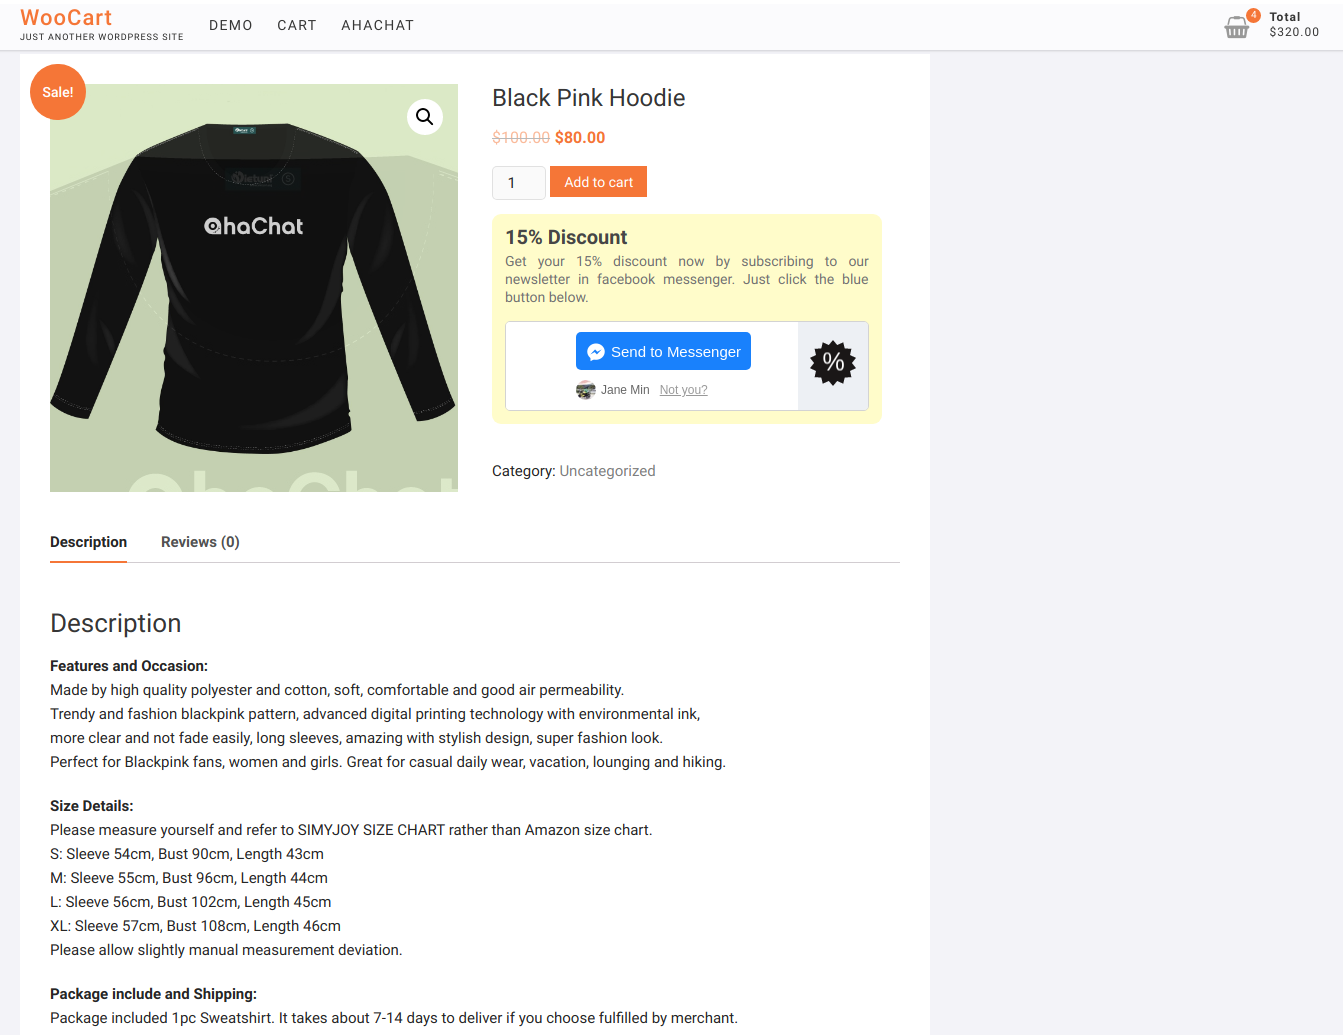 WooCart
JUST ANOTHER WORDPRESS SITE
DEMO
CART
AHACHAT
4
Total
$320.00
Sale!
AhaChat
Black Pink Hoodie
$100.00 $80.00
1
Add to cart
15% Discount
Get your 15% discount now by subscribing to our
newsletter in facebook messenger. Just click the blue
button below.
Send to Messenger
%
Jane Min Not you?
Category: Uncategorized
Description
Reviews (0)
Description
Features and Occasion:
Made by high quality polyester and cotton, soft, comfortable and good air permeability.
Trendy and fashion blackpink pattern, advanced digital printing technology with environmental ink,
more clear and not fade easily, long sleeves, amazing with stylish design, super fashion look.
Perfect for Blackpink fans, women and girls. Great for casual daily wear, vacation, lounging and hiking.
Size Details:
Please measure yourself and refer to SIMYJOY SIZE CHART rather than Amazon size chart.
S: Sleeve 54cm, Bust 90cm, Length 43cm
M: Sleeve 55cm, Bust 96cm, Length 44cm
L: Sleeve 56cm, Bust 102cm, Length 45cm
XL: Sleeve 57cm, Bust 108cm, Length 46cm
Please allow slightly manual measurement deviation.
Package include and Shipping:
Package included 1pc Sweatshirt. It takes about 7-14 days to deliver if you choose fulfilled by merchant.